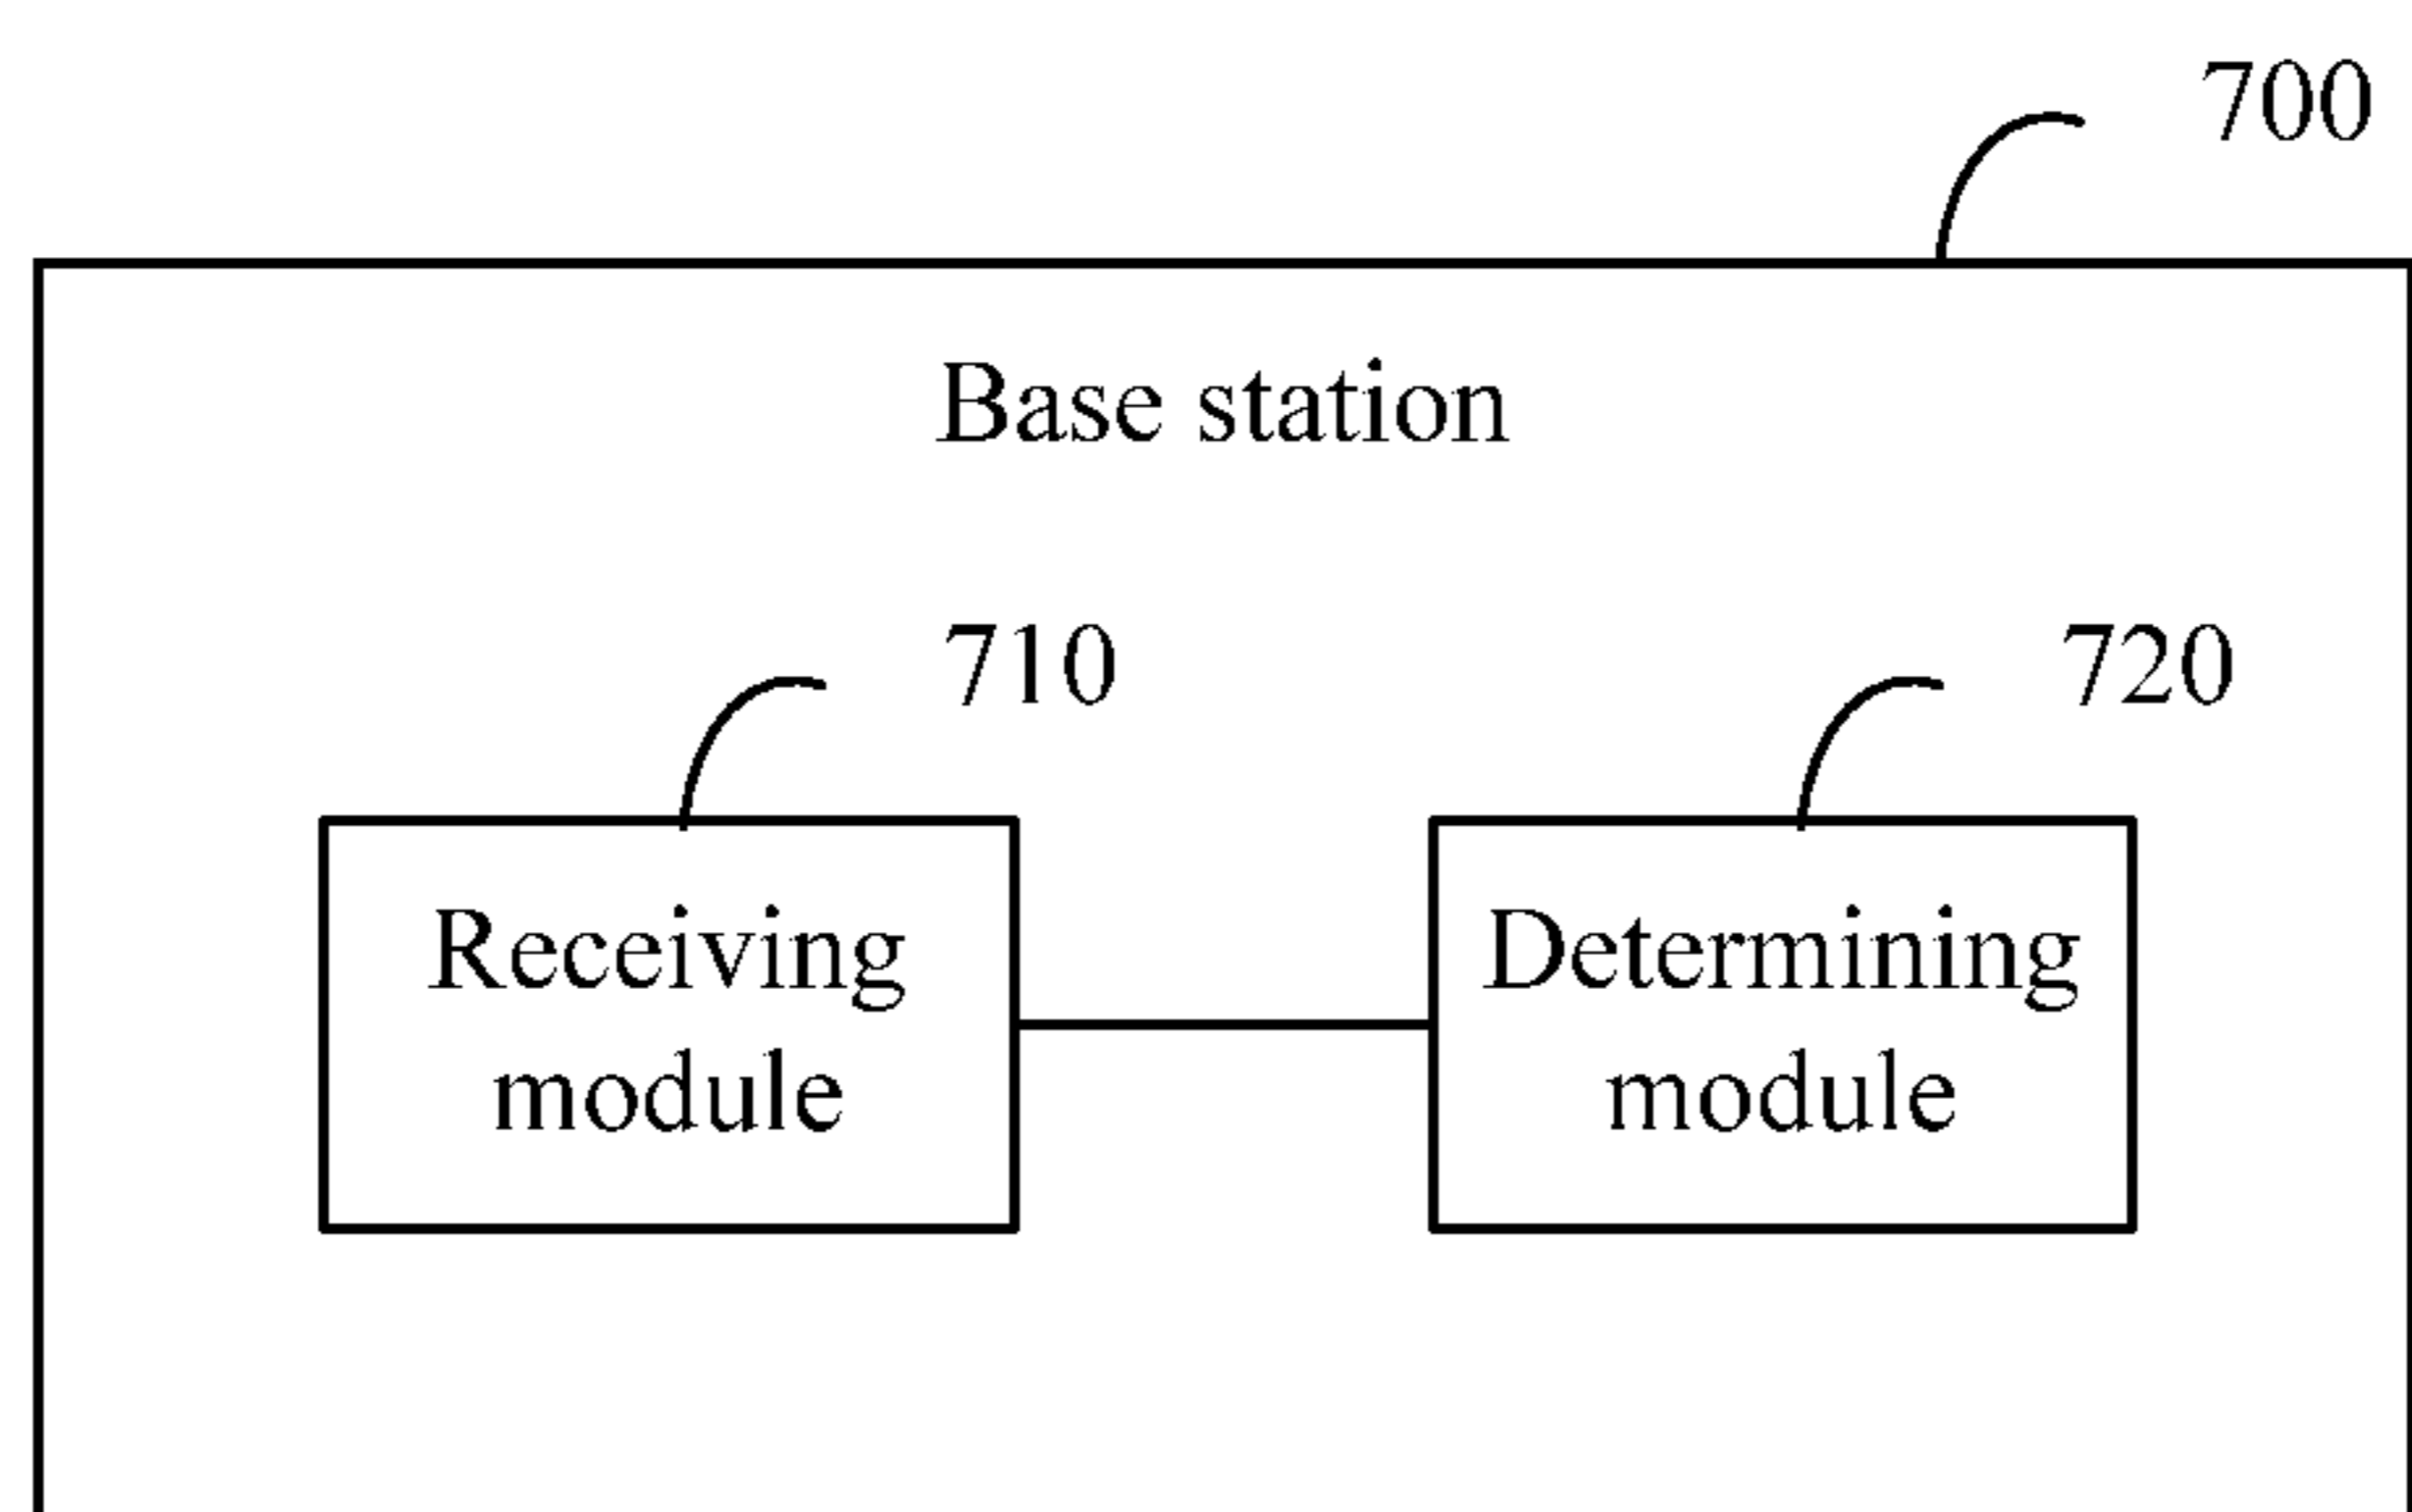 700
Base station
710
720
Receiving
module
Determining
module